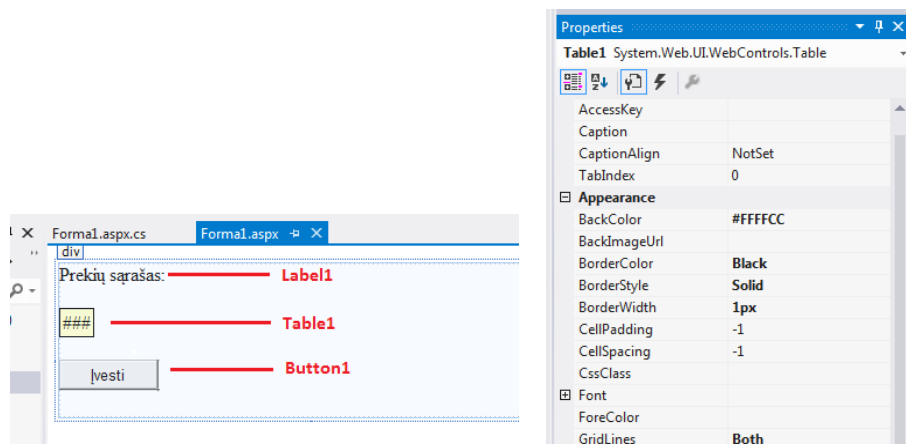 Forma1.aspx.cs
Forma1.aspx
div
Prekių sąrašas:
Label1
###
Table1
Įvesti
Button1
Properties
Table1 System.Web.UI.WebControls.Table
AccessKey
Caption
CaptionAlign NotSet
TabIndex 0
Appearance
BackColor #FFFFCC
BackImageUrl
BorderColor Black
BorderStyle Solid
BorderWidth 1px
CellPadding -1
CellSpacing -1
CssClass
Font
ForeColor
GridLines Both